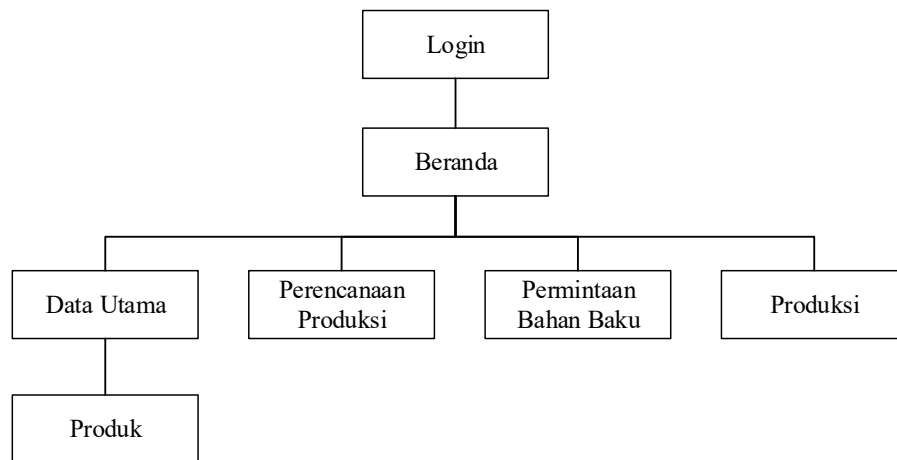 Login
Beranda
Data Utama
Perencanaan
Produksi
Permintaan
Bahan Baku
Produksi
Produk